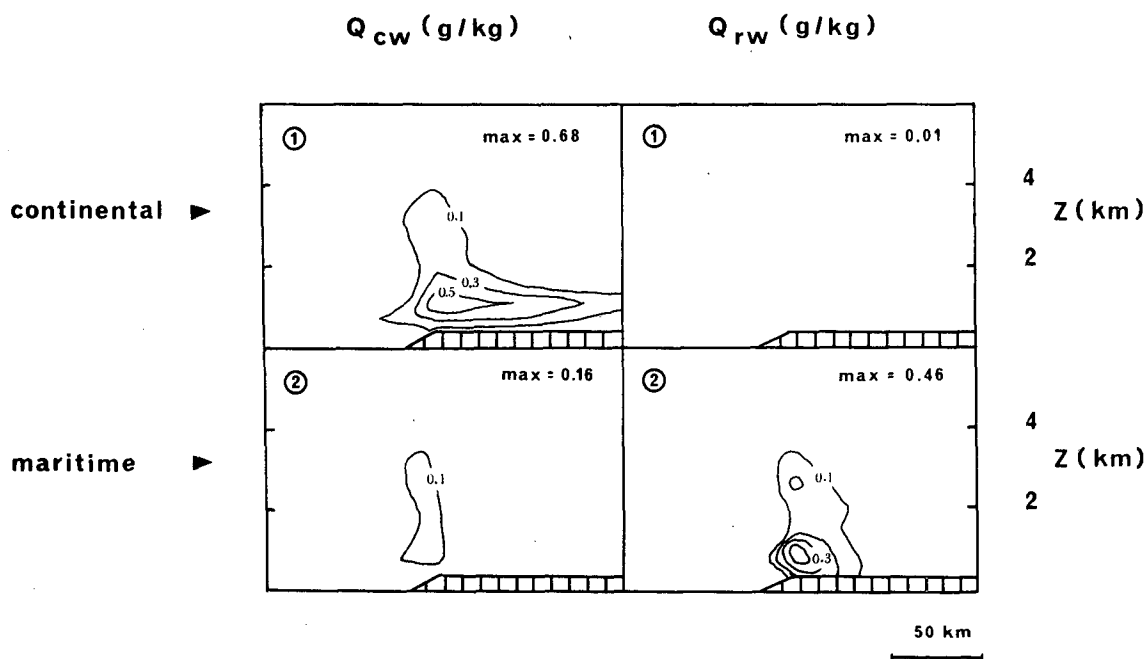 Qcw (g/kg) Qrw (g/kg)
① max = 0.68 ① max = 0.01
4
continental ► Z (km)
0.1
2
0.3
0.5
② max = 0.16 ② max = 0.46
4
maritime ► Z (km)
0.1 0.1
2
0.3
50 km